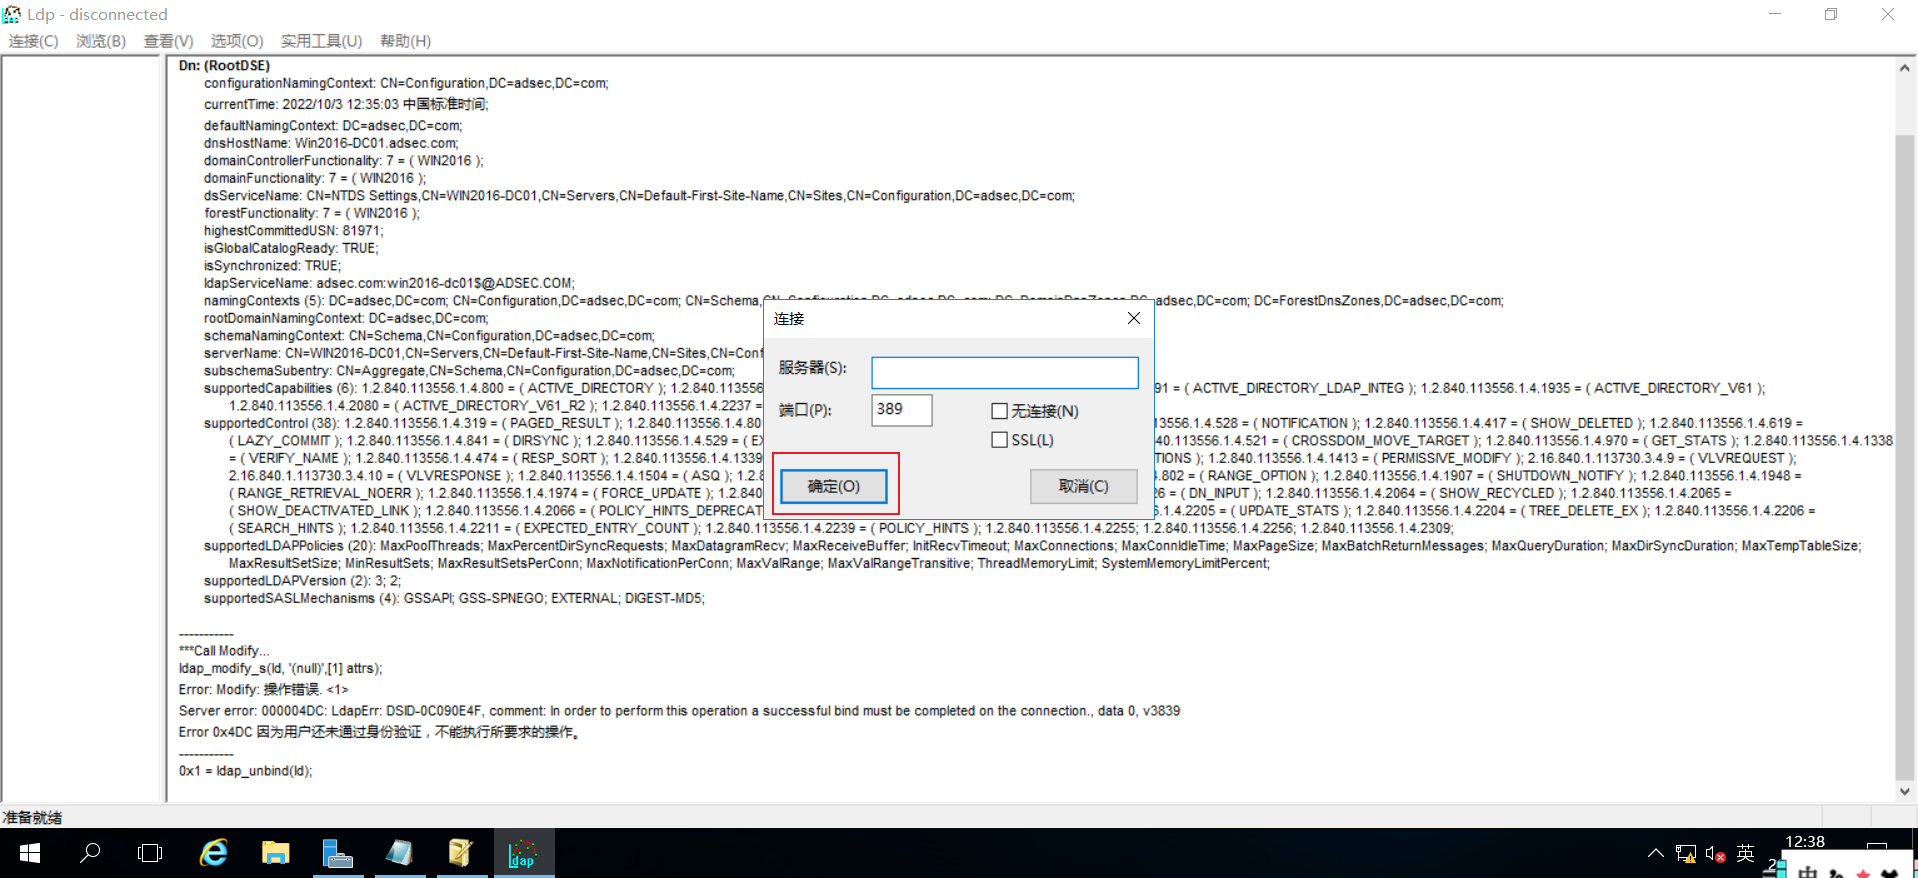 Ldp - disconnected
连接(C) 浏览(B) 查看(V) 选项(O) 实用工具(U) 帮助(H)
Dn: (RootDSE)
configurationNamingContext: CN=Configuration,DC=adsec,DC=com;
currentTime: 2022/10/3 12:35:03 中国标准时间;
defaultNamingContext: DC=adsec,DC=com;
dnsHostName: Win2016-DC01.adsec.com;
domainControllerFunctionality: 7 = ( WIN2016 );
domainFunctionality: 7 = ( WIN2016 );
dsServiceName: CN=NTDS Settings,CN=WIN2016-DC01,CN=Servers,CN=Default-First-Site-Name,CN=Sites,CN=Configuration,DC=adsec,DC=com;
forestFunctionality: 7 = ( WIN2016 );
highestCommittedUSN: 81971;
isGlobalCatalogReady: TRUE;
isSynchronized: TRUE;
ldapServiceName: adsec.com:win2016-dc01$@ADSEC.COM;
namingContexts (5): DC=adsec,DC=com; CN=Configuration,DC=adsec,DC=com; CN=Schema,CN=Configuration,DC=adsec,DC=com; DC=DomainDnsZones,DC=adsec,DC=com; DC=ForestDnsZones,DC=adsec,DC=com;
rootDomainNamingContext: DC=adsec,DC=com;
schemaNamingContext: CN=Schema,CN=Configuration,DC=adsec,DC=com;
serverName: CN=WIN2016-DC01,CN=Servers,CN=Default-First-Site-Name,CN=Sites,CN=Conf
subschemaSubentry: CN=Aggregate,CN=Schema,CN=Configuration,DC=adsec,DC=com;
supportedCapabilities (6): 1.2.840.113556.1.4.800 = ( ACTIVE_DIRECTORY ); 1.2.840.113556 91 = ( ACTIVE_DIRECTORY_LDAP_INTEG ); 1.2.840.113556.1.4.1935 = ( ACTIVE_DIRECTORY_V61 );
1.2.840.113556.1.4.2080 = ( ACTIVE_DIRECTORY_V61_R2 ); 1.2.840.113556.1.4.2237 =
supportedControl (38): 1.2.840.113556.1.4.319 = ( PAGED_RESULT ); 1.2.840.113556.1.4.80 3556.1.4.528 = ( NOTIFICATION ); 1.2.840.113556.1.4.417 = ( SHOW_DELETED ); 1.2.840.113556.1.4.619 =
( LAZY_COMMIT ); 1.2.840.113556.1.4.841 = ( DIRSYNC ); 1.2.840.113556.1.4.529 = ( EX 40.113556.1.4.521 = ( CROSSDOM_MOVE_TARGET ); 1.2.840.113556.1.4.970 = ( GET_STATS ); 1.2.840.113556.1.4.1338
= ( VERIFY_NAME ); 1.2.840.113556.1.4.474 = ( RESP_SORT ); 1.2.840.113556.1.4.1339 TIONS ); 1.2.840.113556.1.4.1413 = ( PERMISSIVE_MODIFY ); 2.16.840.1.113730.3.4.9 = ( VLVREQUEST );
2.16.840.1.113730.3.4.10 = ( VLVRESPONSE ); 1.2.840.113556.1.4.1504 = ( ASQ ); 1.2.8 4.802 = ( RANGE_OPTION ); 1.2.840.113556.1.4.1907 = ( SHUTDOWN_NOTIFY ); 1.2.840.113556.1.4.1948 =
( RANGE_RETRIEVAL_NOERR ); 1.2.840.113556.1.4.1974 = ( FORCE_UPDATE ); 1.2.840 26 = ( DN_INPUT ); 1.2.840.113556.1.4.2064 = ( SHOW_RECYCLED ); 1.2.840.113556.1.4.2065 =
( SHOW_DEACTIVATED_LINK ); 1.2.840.113556.1.4.2066 = ( POLICY_HINTS_DEPRECAT .1.4.2205 = ( UPDATE_STATS ); 1.2.840.113556.1.4.2204 = ( TREE_DELETE_EX ); 1.2.840.113556.1.4.2206 =
( SEARCH_HINTS ); 1.2.840.113556.1.4.2211 = ( EXPECTED_ENTRY_COUNT ); 1.2.840.113556.1.4.2239 = ( POLICY_HINTS ); 1.2.840.113556.1.4.2255; 1.2.840.113556.1.4.2256; 1.2.840.113556.1.4.2309;
supportedLDAPPolicies (20): MaxPoolThreads; MaxPercentDirSyncRequests; MaxDatagramRecv; MaxReceiveBuffer; InitRecvTimeout; MaxConnections; MaxConnIdleTime; MaxPageSize; MaxBatchReturnMessages; MaxQueryDuration; MaxDirSyncDuration; MaxTempTableSize;
MaxResultSetSize; MinResultSets; MaxResultSetsPerConn; MaxNotificationPerConn; MaxValRange; MaxValRangeTransitive; ThreadMemoryLimit; SystemMemoryLimitPercent;
supportedLDAPVersion (2): 3; 2;
supportedSASLMechanisms (4): GSSAPI; GSS-SPNEGO; EXTERNAL; DIGEST-MD5;
-----------
***Call Modify...
ldap_modify_s(ld, '(null)',[1] attrs);
Error: Modify: 操作错误. <1>
Server error: 000004DC: LdapErr: DSID-0C090E4F, comment: In order to perform this operation a successful bind must be completed on the connection., data 0, v3839
Error 0x4DC 因为用户还未通过身份验证，不能执行所要求的操作。
-----------
0x1 = ldap_unbind(ld);
连接
服务器(S):
端口(P): 389
无连接(N)
SSL(L)
确定(O) 取消(C)
准备就绪
ldap
英 12:38
中